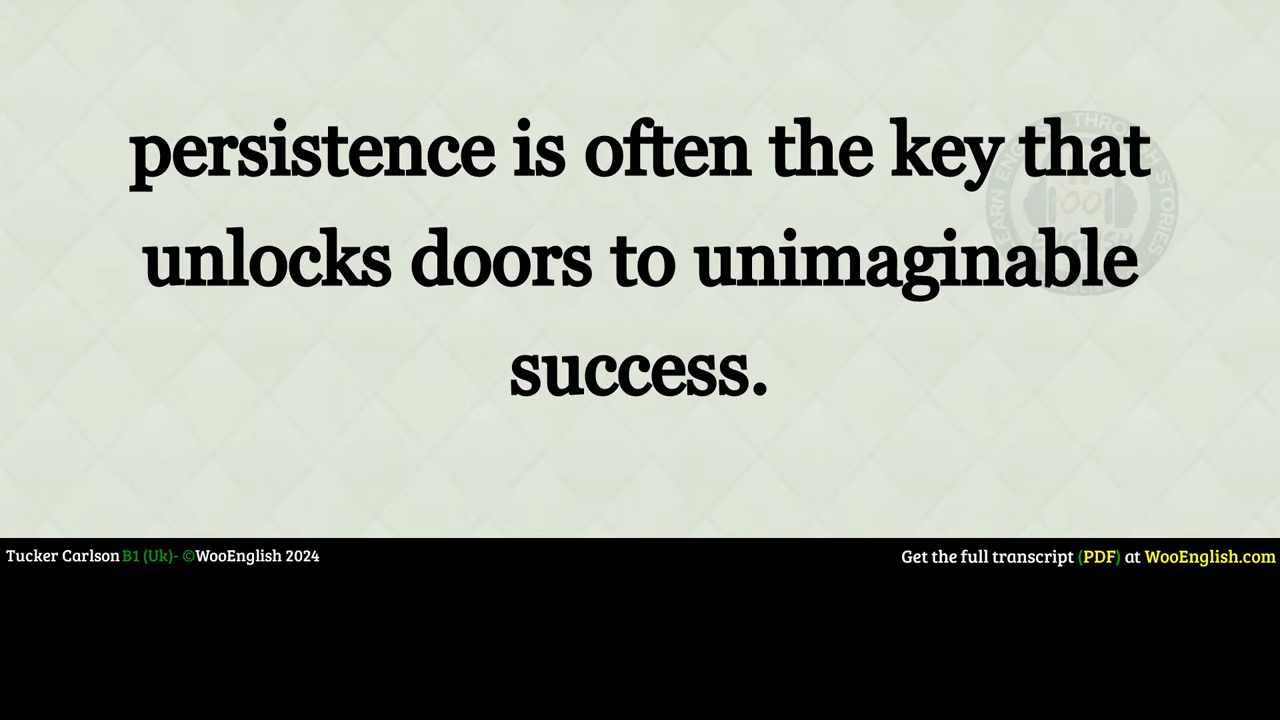 persistence is often the key that
unlocks doors to unimaginable
success.
Tucker Carlson B1 (Uk)- ©WooEnglish 2024
Get the full transcript (PDF) at WooEnglish.com